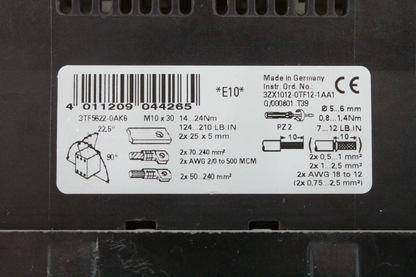 Made in Germany
Instr. Ord. No.:
3ZX1012-0TF12-1AA1
G/000801 T39
CE
*E10*
4 011209 044265
3TF5622-0AK6
M10 x 30 14...24Nm
124...210 LB.IN
2x 25 x 5 mm
22,5°
90°
2x 70..240 mm²
2x AWG 2/0 to 500 MCM
2x 50...240 mm²
Ø 5...6 mm
0,8...1,4Nm
PZ 2
7...12 LB.IN
10
10
2x 0,5...1 mm²
2x 1...2,5 mm²
2x AWG 18 to 12
(2x 0,75...2,5 mm²)